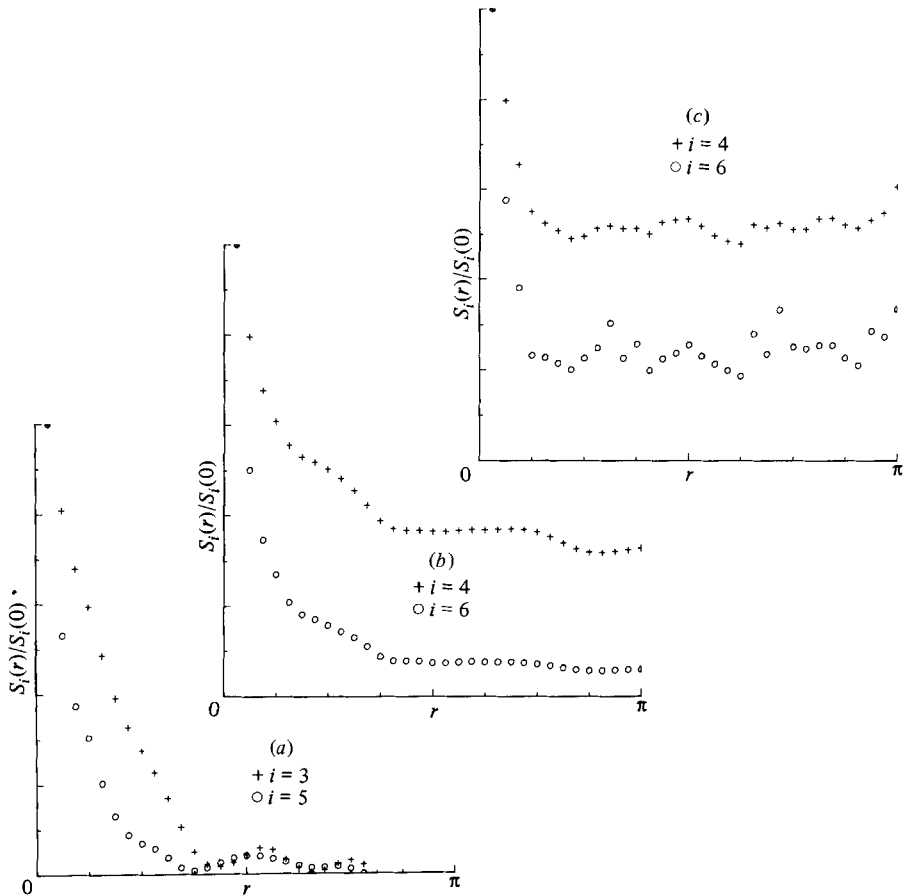 (c)
+ i = 4
○ i = 6
S_i(r)/S_i(0)
0
r
π
S_i(r)/S_i(0)
(b)
+ i = 4
○ i = 6
0
r
π
S_i(r)/S_i(0)
(a)
+ i = 3
○ i = 5
0
r
π